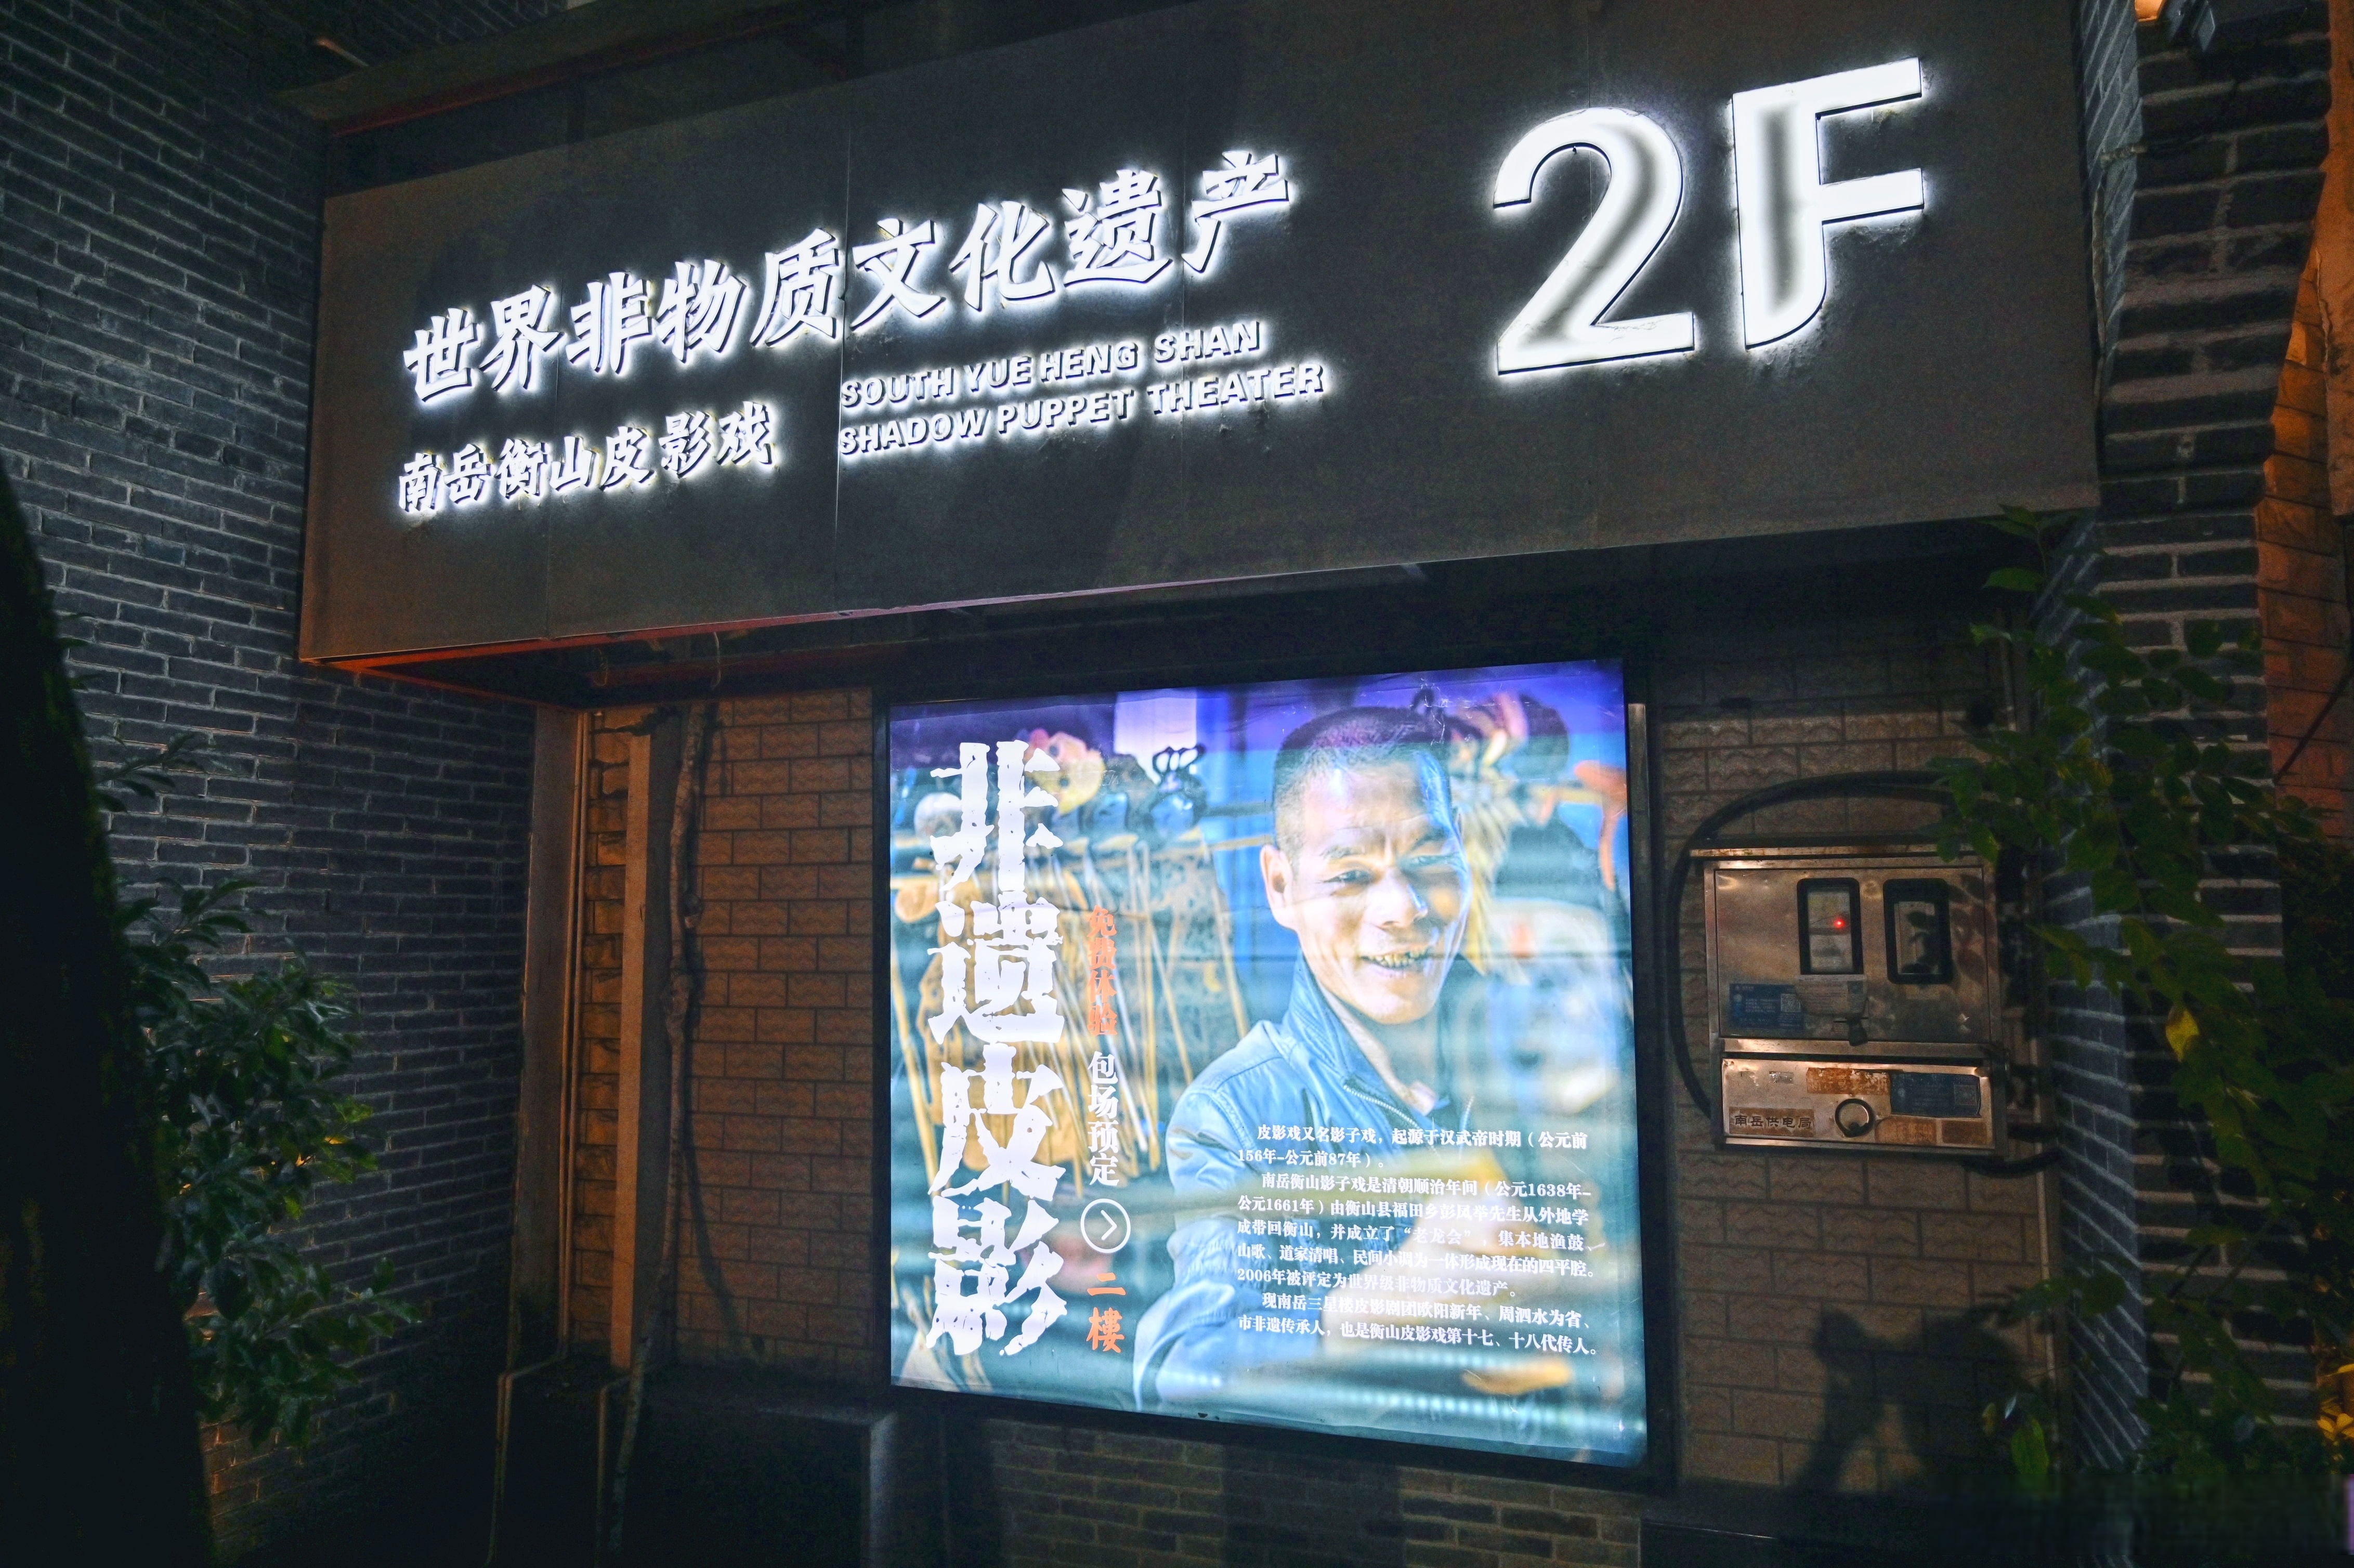 世界非物质文化遗产
南岳衡山皮影戏
SOUTH YUE HENG SHAN
SHADOW PUPPET THEATER
2F
非遗皮影
免费体验
包场预定
二樓
皮影戏又名影子戏，起源于汉武帝时期（公元前
156年-公元前87年）。
南岳衡山影子戏是清朝顺治年间（公元1638年-
公元1661年）由衡山县福田乡彭凤举先生从外地学
成带回衡山，并成立了“老龙会”，集本地渔鼓、
山歌、道家清唱、民间小调为一体形成现在的四平腔。
2006年被评定为世界级非物质文化遗产。
现南岳三星楼皮影剧团欧阳新年、周泗水为省、
市非遗传承人，也是衡山皮影戏第十七、十八代传人。
南岳供电局